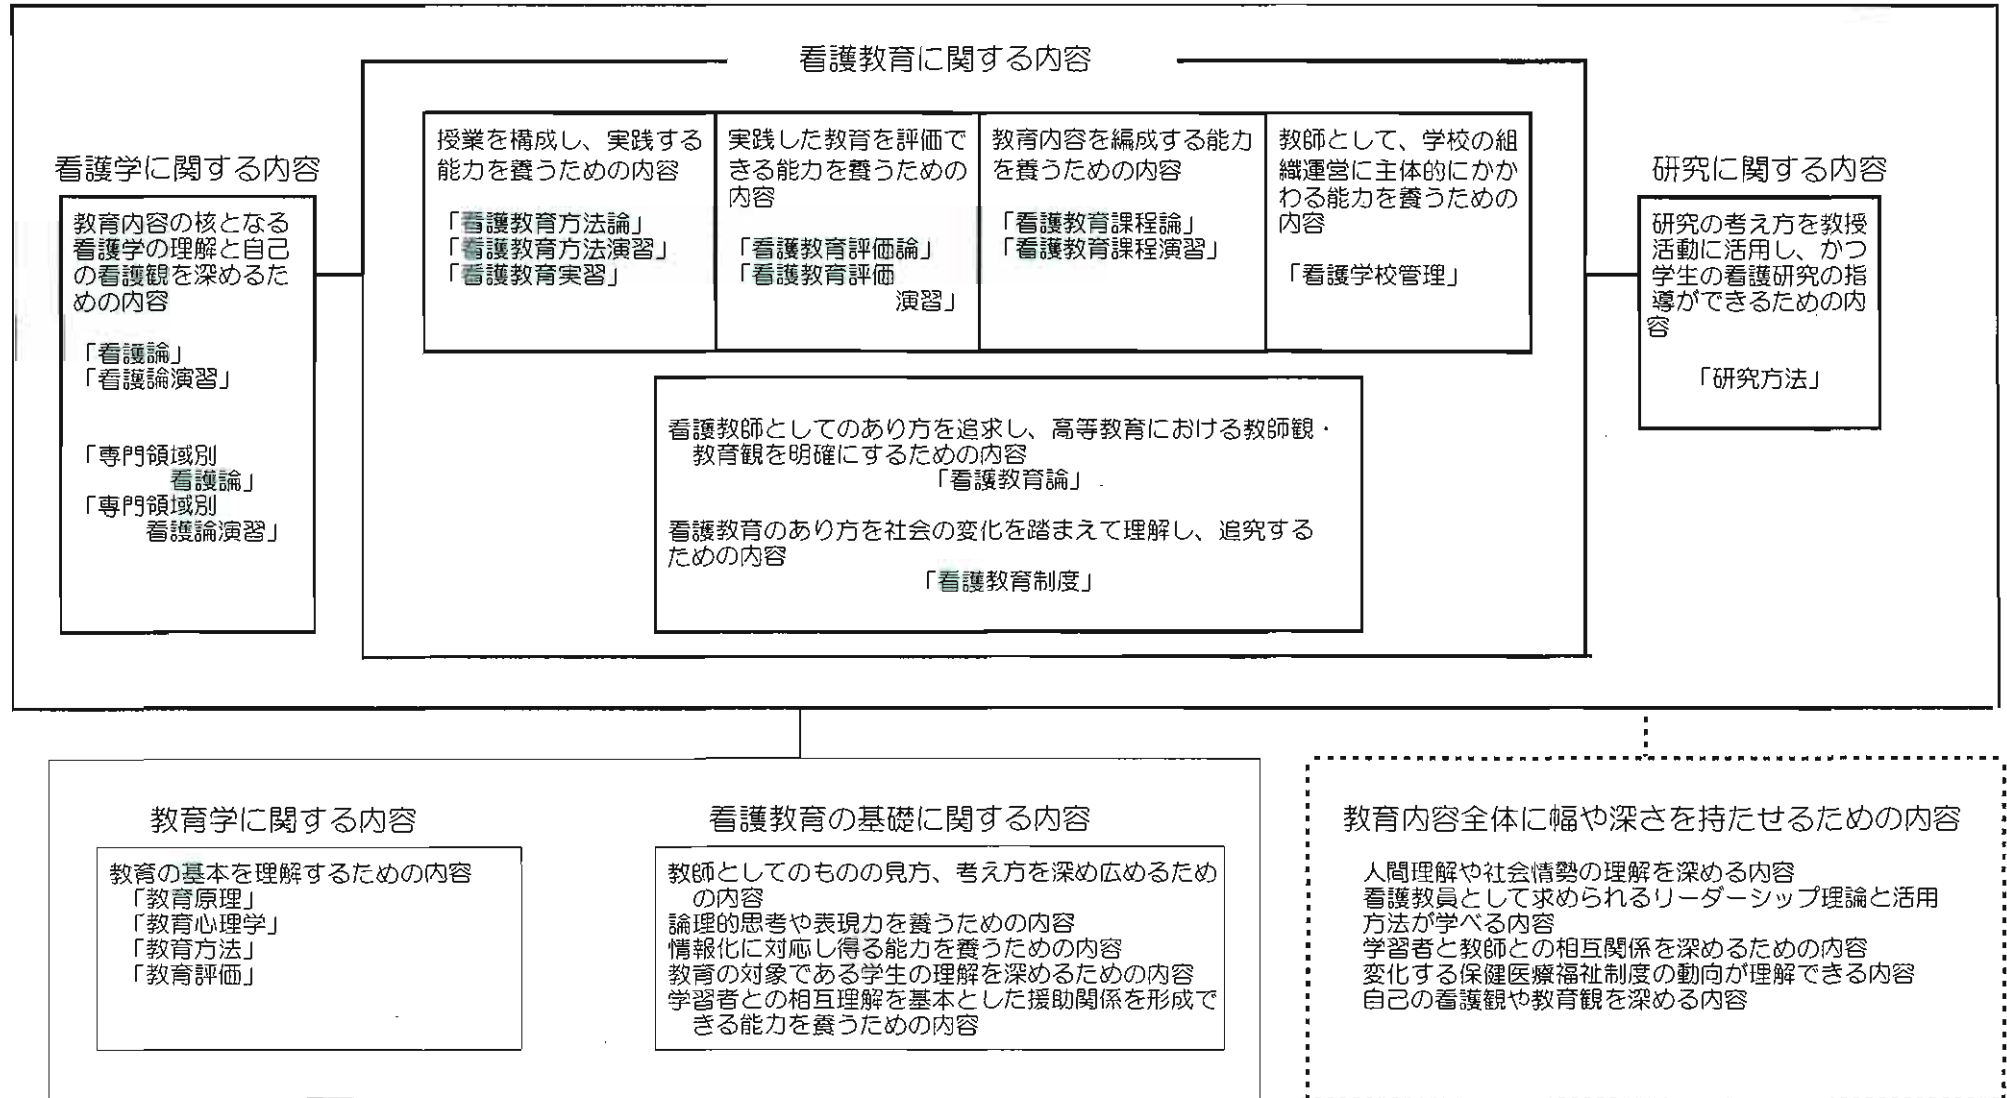 看護教育に関する内容
看護学に関する内容
教育内容の核となる
看護学の理解と自己
の看護観を深めるた
めの内容
「看護論」
「看護論演習」
「専門領域別
看護論」
「専門領域別
看護論演習」
授業を構成し、実践する
能力を養うための内容
「看護教育方法論」
「看護教育方法演習」
「看護教育実習」
実践した教育を評価で
きる能力を養うための
内容
「看護教育評価論」
「看護教育評価
演習」
教育内容を編成する能力
を養うための内容
「看護教育課程論」
「看護教育課程演習」
教師として、学校の組
織運営に主体的にかか
わる能力を養うための
内容
「看護学校管理」
看護教師としてのあり方を追求し、高等教育における教師観・
教育観を明確にするための内容
「看護教育論」
看護教育のあり方を社会の変化を踏まえて理解し、追究する
ための内容
「看護教育制度」
研究に関する内容
研究の考え方を教授
活動に活用し、かつ
学生の看護研究の指
導ができるための内
容
「研究方法」
教育学に関する内容
教育の基本を理解するための内容
「教育原理」
「教育心理学」
「教育方法」
「教育評価」
看護教育の基礎に関する内容
教師としてのものの見方、考え方を深め広めるため
の内容
論理的思考や表現力を養うための内容
情報化に対応し得る能力を養うための内容
教育の対象である学生の理解を深めるための内容
学習者との相互理解を基本とした援助関係を形成で
きる能力を養うための内容
教育内容全体に幅や深さを持たせるための内容
人間理解や社会情勢の理解を深める内容
看護教員として求められるリーダーシップ理論と活用
方法が学べる内容
学習者と教師との相互関係を深めるための内容
変化する保健医療福祉制度の動向が理解できる内容
自己の看護観や教育観を深める内容